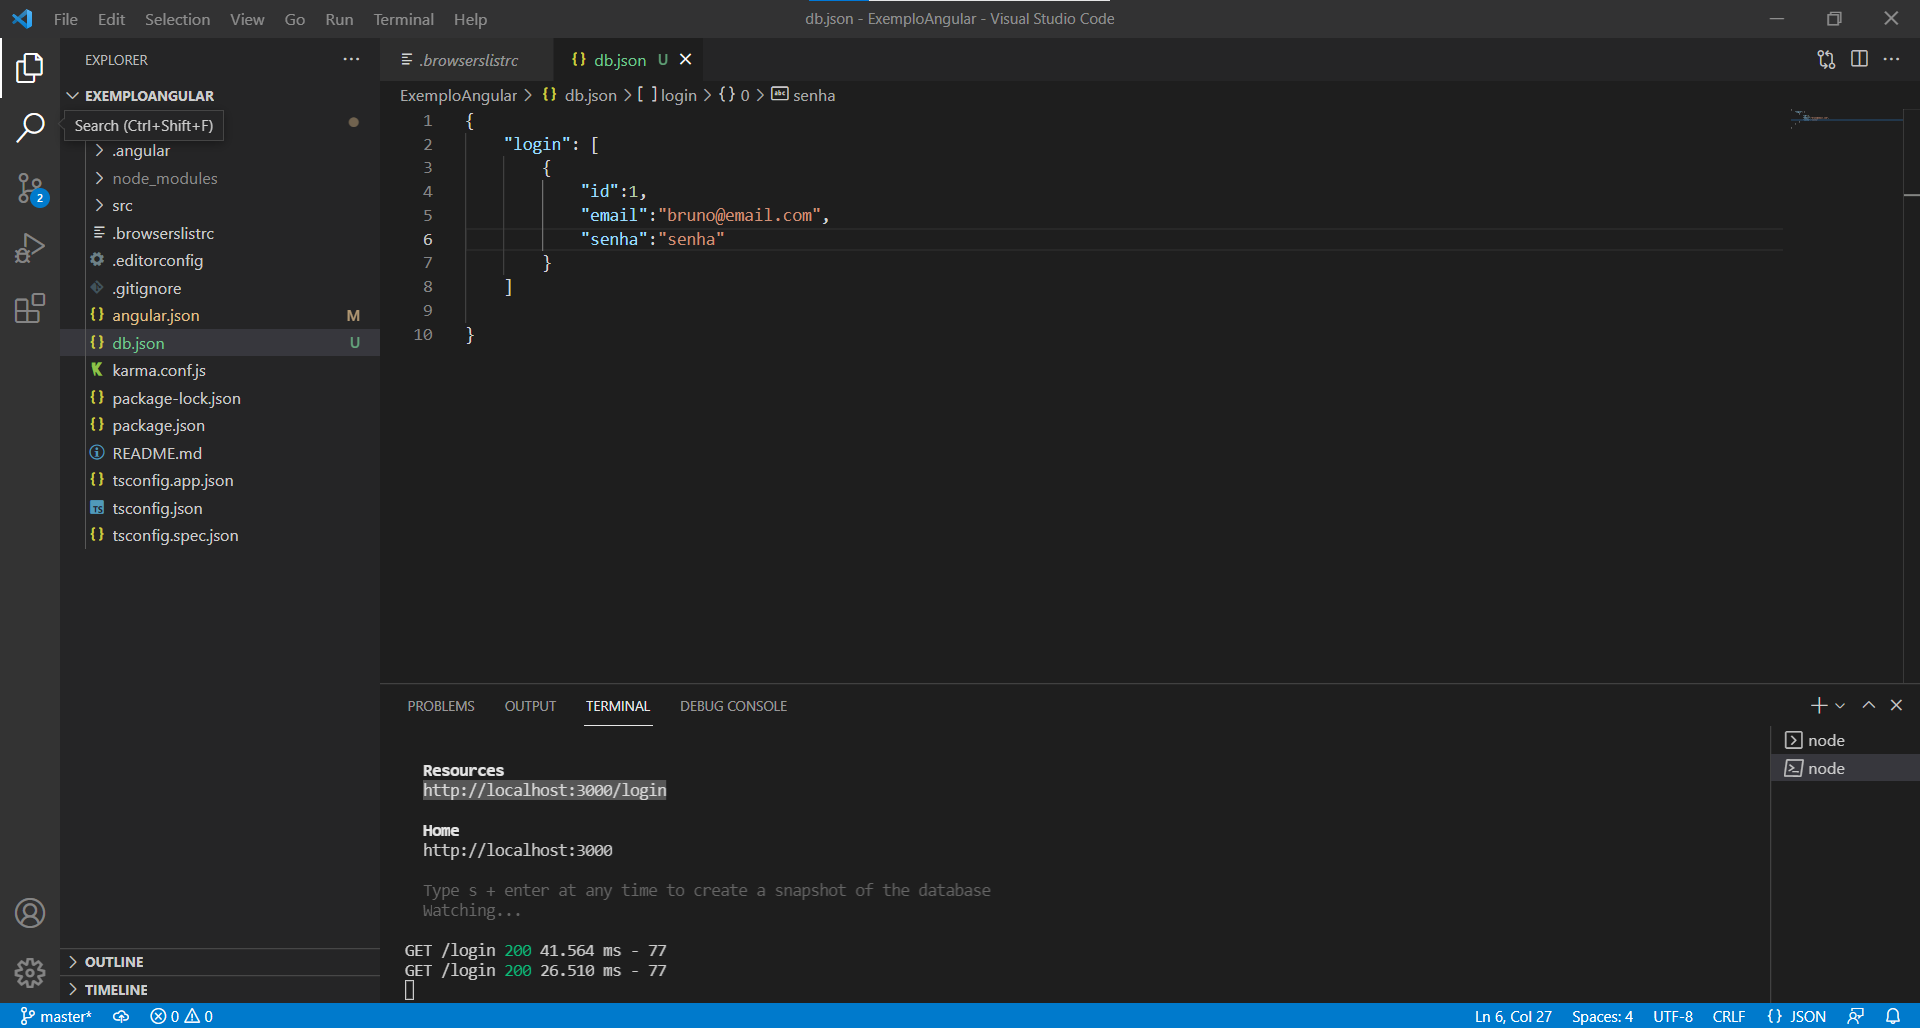 File Edit Selection View Go Run Terminal Help
db.json - ExemploAngular - Visual Studio Code
EXPLORER
EXEMPLOANGULAR
Search (Ctrl+Shift+F)
.angular
node_modules
src
.browserslistrc
.editorconfig
.gitignore
angular.json M
db.json U
karma.conf.js
package-lock.json
package.json
README.md
tsconfig.app.json
tsconfig.json
tsconfig.spec.json
OUTLINE
TIMELINE
2
.browserslistrc
db.json U
ExemploAngular > {} db.json > [ ] login > {} 0 > abc senha
1 {
2 "login": [
3 {
4 "id":1,
5 "email":"bruno@email.com",
6 "senha":"senha"
7 }
8 ]
9
10 }
PROBLEMS OUTPUT TERMINAL DEBUG CONSOLE
Resources
http://localhost:3000/login
Home
http://localhost:3000
Type s + enter at any time to create a snapshot of the database
Watching...
GET /login 200 41.564 ms - 77
GET /login 200 26.510 ms - 77
node
node
master* 0 0
Ln 6, Col 27 Spaces: 4 UTF-8 CRLF {} JSON